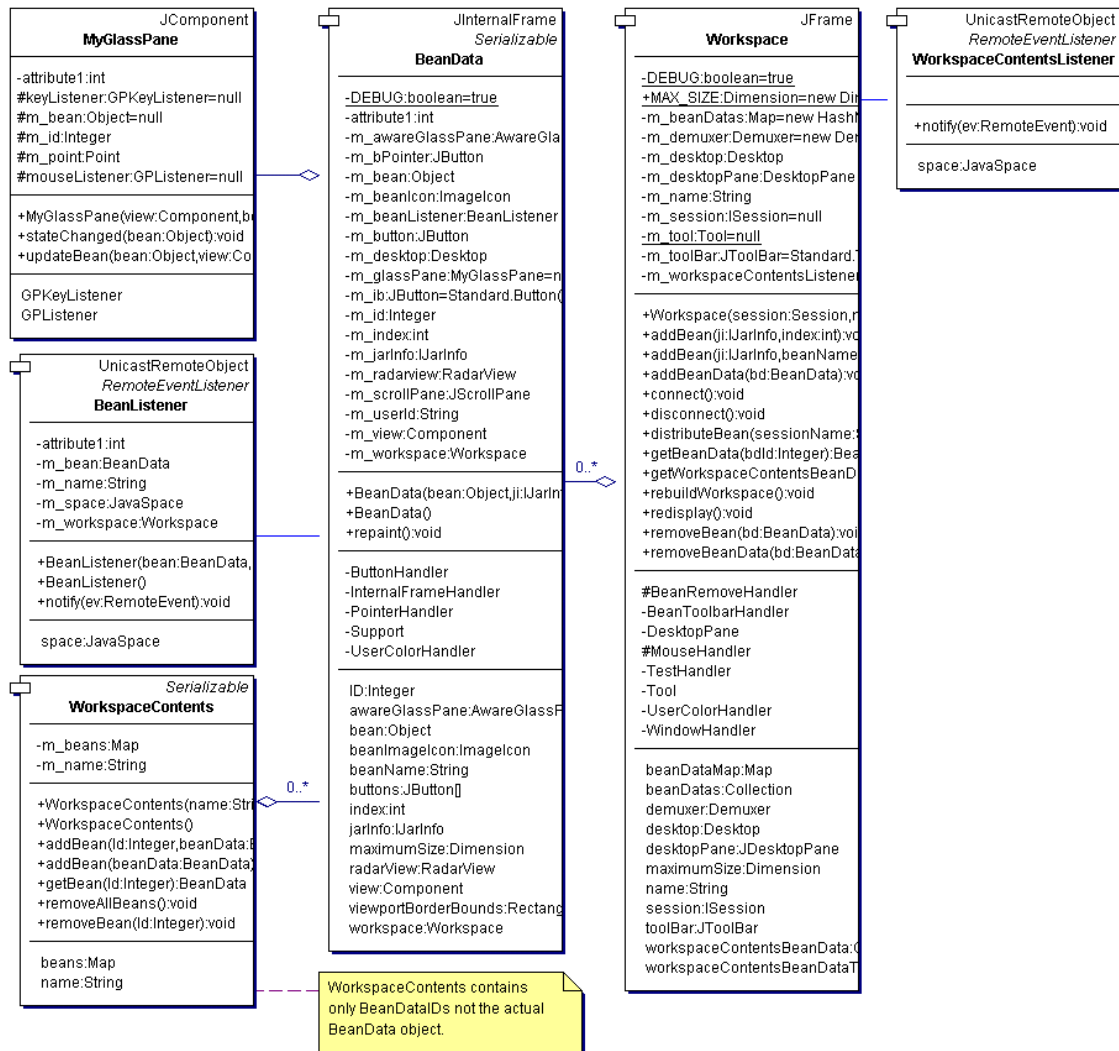 JComponent
MyGlassPane
-attribute1:int
#keyListener:GPKeyListener=null
#m_bean:Object=null
#m_id:Integer
#m_point:Point
#mouseListener:GPListener=null
+MyGlassPane(view:Component,be
+stateChanged(bean:Object):void
+updateBean(bean:Object,view:Co
GPKeyListener
GPListener
UnicastRemoteObject
RemoteEventListener
BeanListener
-attribute1:int
-m_bean:BeanData
-m_name:String
-m_space:JavaSpace
-m_workspace:Workspace
+BeanListener(bean:BeanData,
+BeanListener()
+notify(ev:RemoteEvent):void
space:JavaSpace
Serializable
WorkspaceContents
-m_beans:Map
-m_name:String
+WorkspaceContents(name:Stri
+WorkspaceContents()
+addBean(Id:Integer,beanData:B
+addBean(beanData:BeanData)
+getBean(Id:Integer):BeanData
+removeAllBeans():void
+removeBean(Id:Integer):void
beans:Map
name:String
0..*
JInternalFrame
Serializable
BeanData
-DEBUG:boolean=true
-attribute1:int
-m_awareGlassPane:AwareGla
-m_bPointer:JButton
-m_bean:Object
-m_beanIcon:ImageIcon
-m_beanListener:BeanListener
-m_button:JButton
-m_desktop:Desktop
-m_glassPane:MyGlassPane=n
-m_ib:JButton=Standard.Button(
-m_id:Integer
-m_index:int
-m_jarInfo:IJarInfo
-m_radarview:RadarView
-m_scrollPane:JScrollPane
-m_userId:String
-m_view:Component
-m_workspace:Workspace
+BeanData(bean:Object,ji:IJarInf
+BeanData()
+repaint():void
-ButtonHandler
-InternalFrameHandler
-PointerHandler
-Support
-UserColorHandler
ID:Integer
awareGlassPane:AwareGlassF
bean:Object
beanImageIcon:ImageIcon
beanName:String
buttons:JButton[]
index:int
jarInfo:IJarInfo
maximumSize:Dimension
radarView:RadarView
view:Component
viewportBorderBounds:Rectang
workspace:Workspace
WorkspaceContents contains
only BeanDataIDs not the actual
BeanData object.
0..*
JFrame
Workspace
-DEBUG:boolean=true
+MAX_SIZE:Dimension=new Dir
-m_beanDatas:Map=new HashM
-m_demuxer:Demuxer=new Der
-m_desktop:Desktop
-m_desktopPane:DesktopPane
-m_name:String
-m_session:ISession=null
-m_tool:Tool=null
-m_toolBar:JToolBar=Standard.T
-m_workspaceContentsListener
+Workspace(session:Session,n
+addBean(ji:IJarInfo,index:int):vo
+addBean(ji:IJarInfo,beanName
+addBeanData(bd:BeanData):vo
+connect():void
+disconnect():void
+distributeBean(sessionName:S
+getBeanData(bdId:Integer):Bea
+getWorkspaceContentsBeanD
+rebuildWorkspace():void
+redisplay():void
+removeBean(bd:BeanData):voi
+removeBeanData(bd:BeanData
#BeanRemoveHandler
-BeanToolbarHandler
-DesktopPane
#MouseHandler
-TestHandler
-Tool
-UserColorHandler
-WindowHandler
beanDataMap:Map
beanDatas:Collection
demuxer:Demuxer
desktop:Desktop
desktopPane:JDesktopPane
maximumSize:Dimension
name:String
session:ISession
toolBar:JToolBar
workspaceContentsBeanData:C
workspaceContentsBeanDataT
UnicastRemoteObject
RemoteEventListener
WorkspaceContentsListener
+notify(ev:RemoteEvent):void
space:JavaSpace